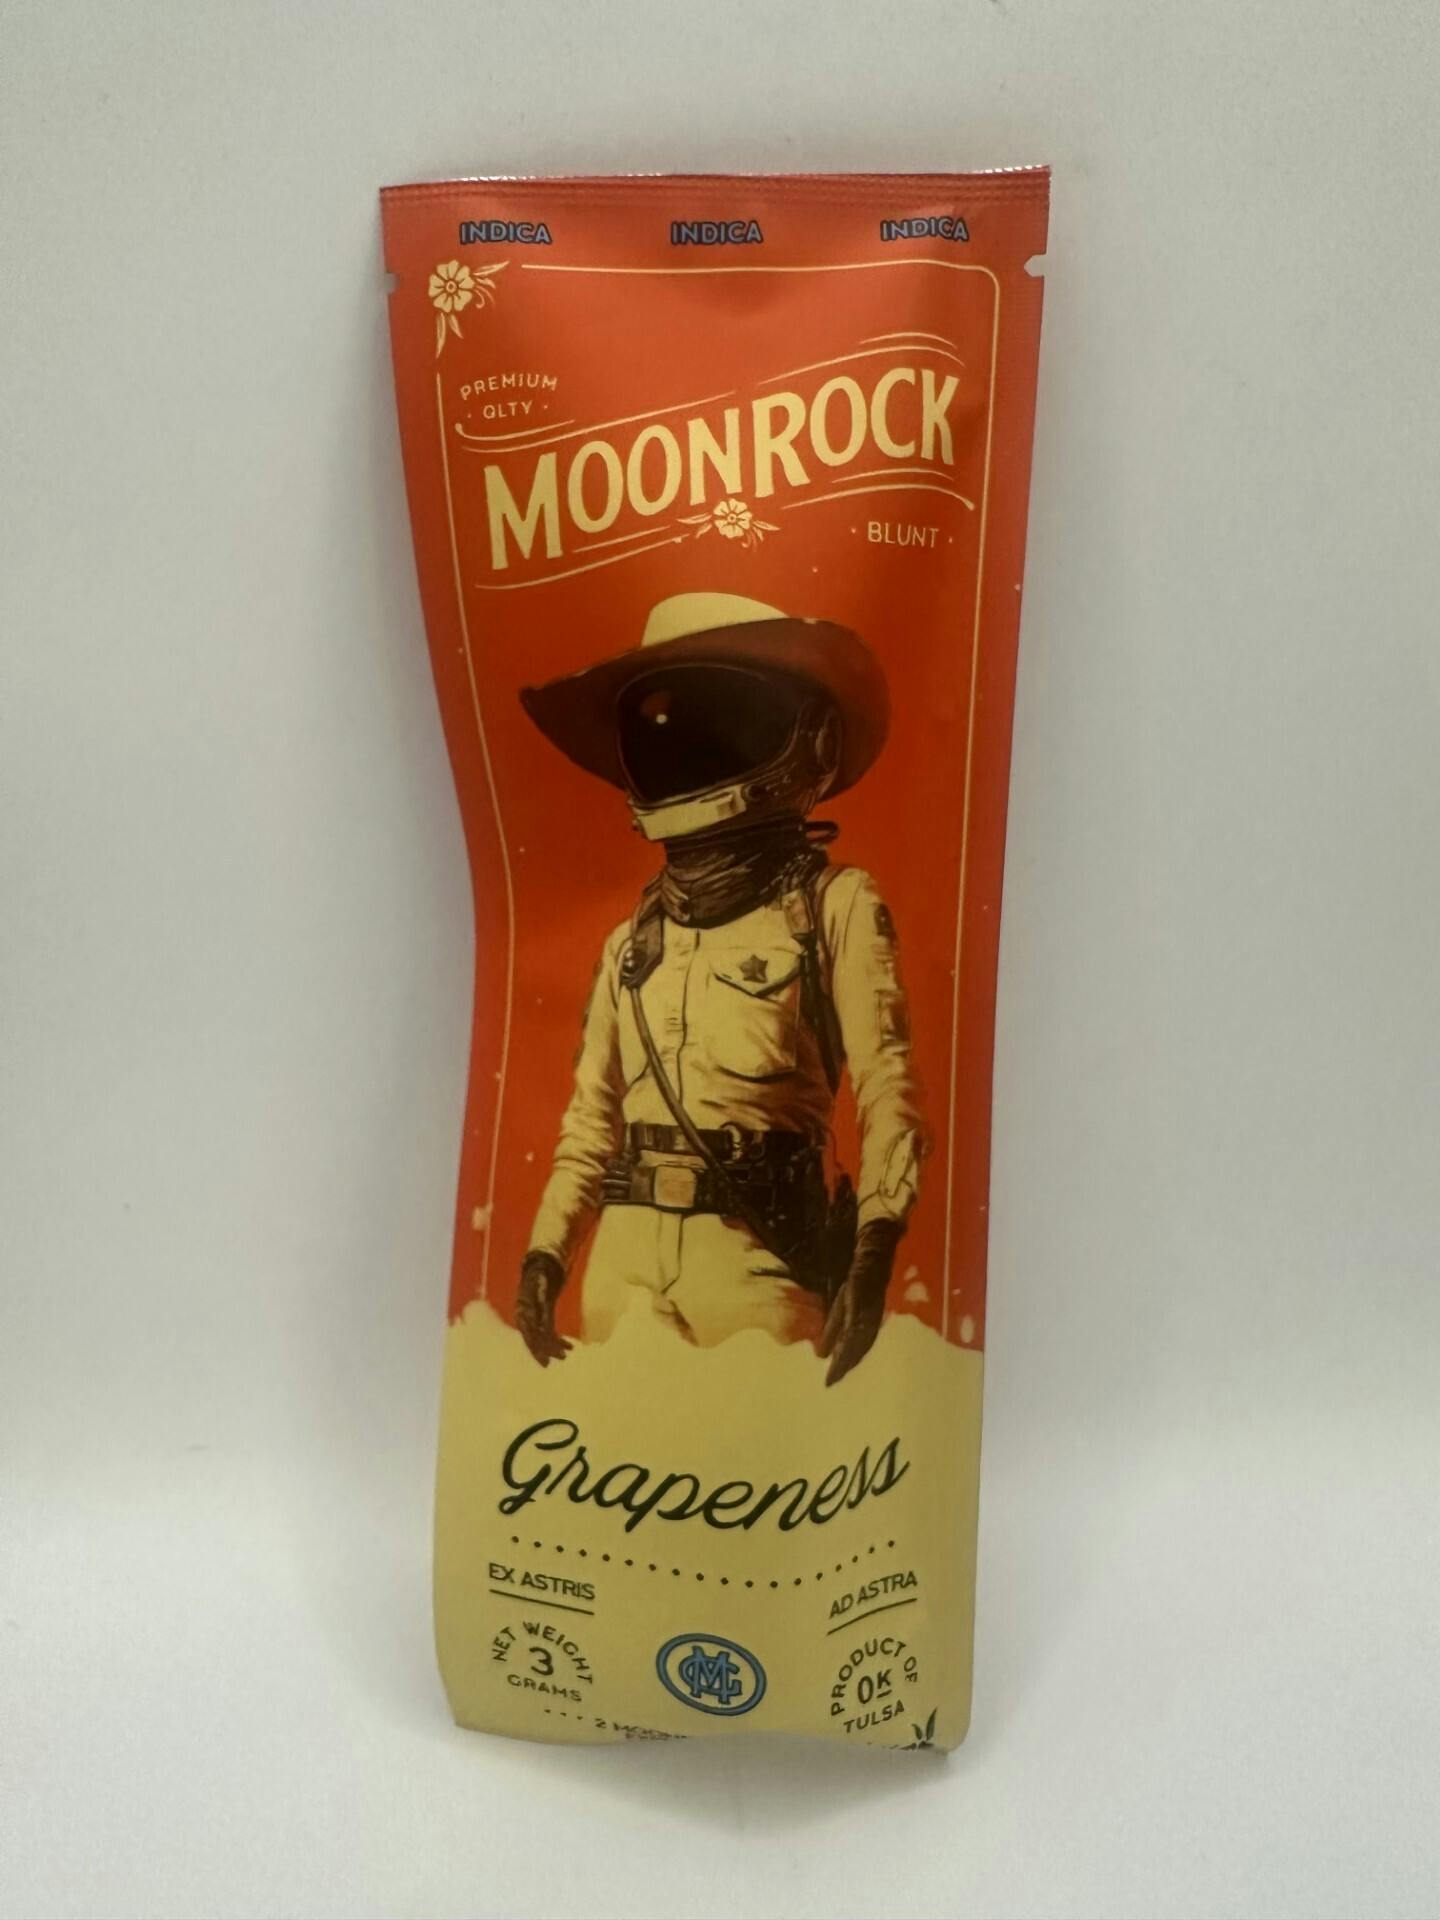 INDICA INDICA INDICA
PREMIUM
· QLTY ·
MOONROCK
· BLUNT ·
Grapeness
EX ASTRIS
AD ASTRA
NET WEIGHT
3
GRAMS
PRODUCT OF
OK
TULSA
2